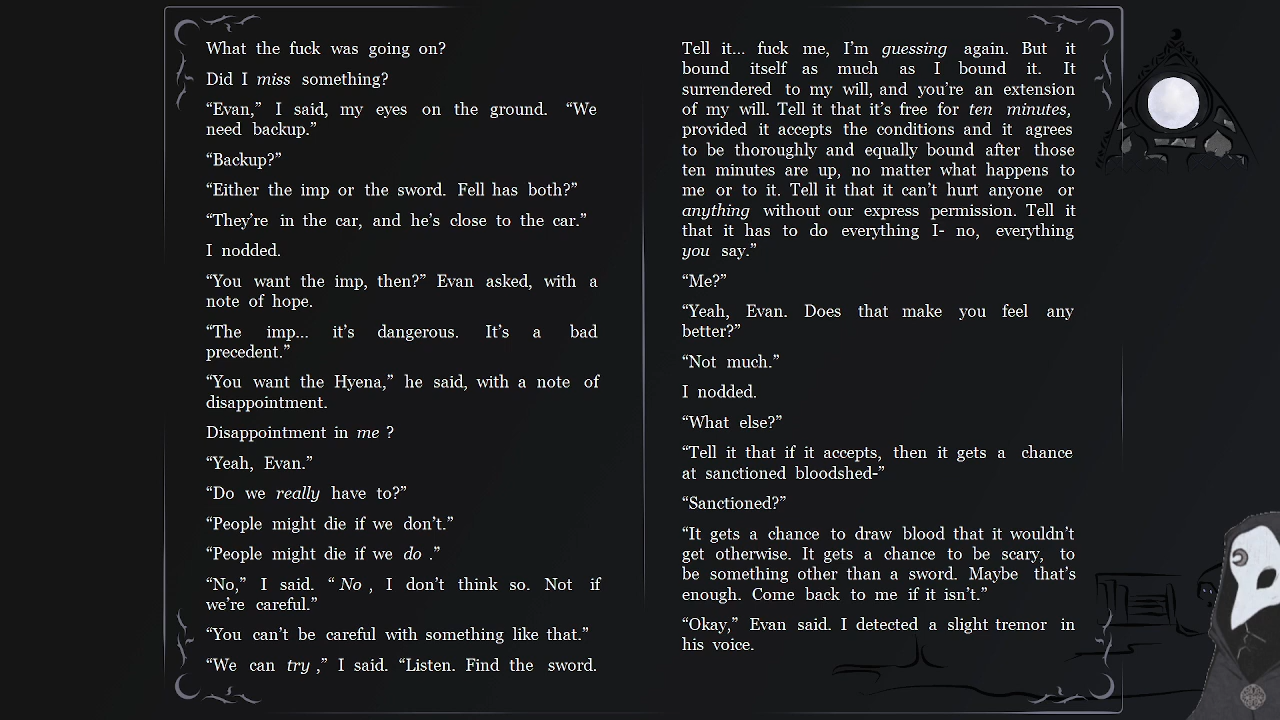 What the fuck was going on?
Did I miss something?
“Evan,” I said, my eyes on the ground. “We
need backup.”
“Backup?”
“Either the imp or the sword. Fell has both?”
“They’re in the car, and he’s close to the car.”
I nodded.
“You want the imp, then?” Evan asked, with a
note of hope.
“The imp… it’s dangerous. It’s a bad
precedent.”
“You want the Hyena,” he said, with a note of
disappointment.
Disappointment in me ?
“Yeah, Evan.”
“Do we really have to?”
“People might die if we don’t.”
“People might die if we do .”
“No,” I said. “ No , I don’t think so. Not if
we’re careful.”
“You can’t be careful with something like that.”
“We can try ,” I said. “Listen. Find the sword.
Tell it… fuck me, I’m guessing again. But it
bound itself as much as I bound it. It
surrendered to my will, and you’re an extension
of my will. Tell it that it’s free for ten minutes,
provided it accepts the conditions and it agrees
to be thoroughly and equally bound after those
ten minutes are up, no matter what happens to
me or to it. Tell it that it can’t hurt anyone or
anything without our express permission. Tell it
that it has to do everything I- no, everything
you say.”
“Me?”
“Yeah, Evan. Does that make you feel any
better?”
“Not much.”
I nodded.
“What else?”
“Tell it that if it accepts, then it gets a chance
at sanctioned bloodshed-”
“Sanctioned?”
“It gets a chance to draw blood that it wouldn’t
get otherwise. It gets a chance to be scary, to
be something other than a sword. Maybe that’s
enough. Come back to me if it isn’t.”
“Okay,” Evan said. I detected a slight tremor in
his voice.